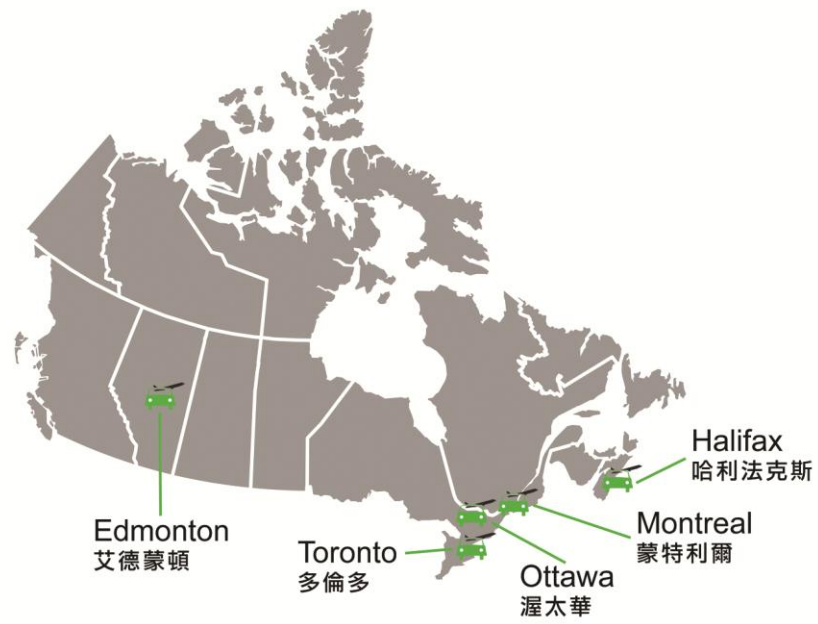 Halifax
哈利法克斯
Edmonton
艾德蒙頓
Toronto
多倫多
Montreal
蒙特利爾
Ottawa
渥太華